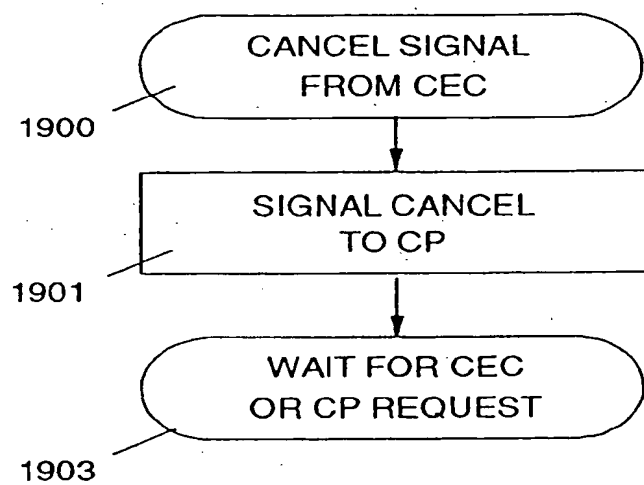 CANCEL SIGNAL
FROM CEC
1900
SIGNAL CANCEL
TO CP
1901
WAIT FOR CEC
OR CP REQUEST
1903